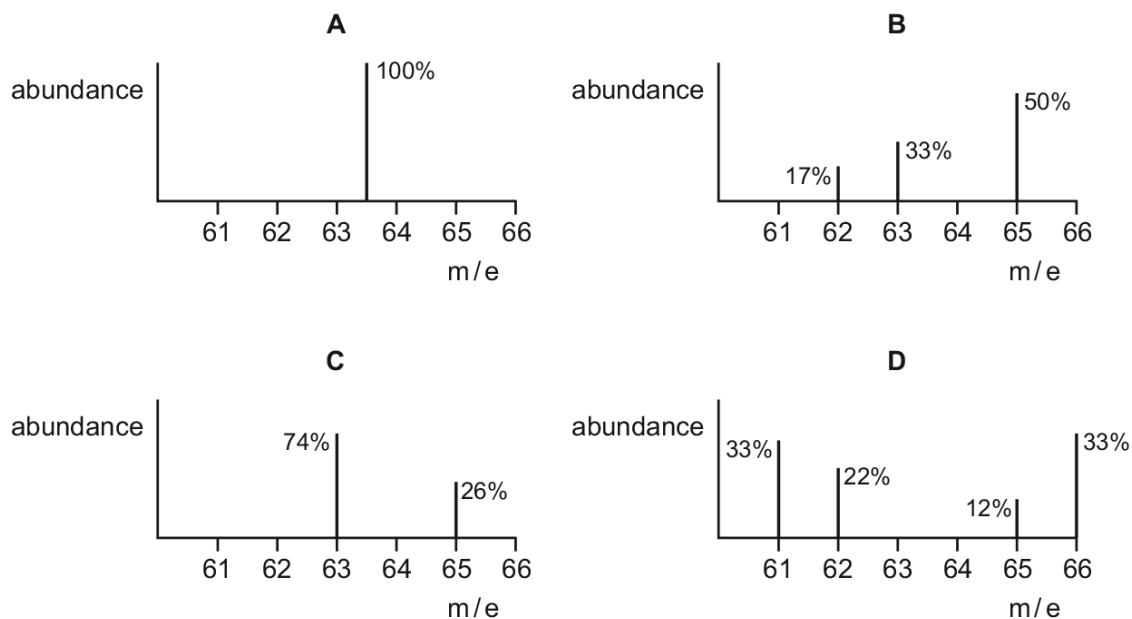 A
abundance
100%
61 62 63 64 65 66
m / e
B
abundance
17%
33%
50%
61 62 63 64 65 66
m / e
C
abundance
74%
26%
61 62 63 64 65 66
m / e
D
abundance
33%
22%
12%
33%
61 62 63 64 65 66
m / e